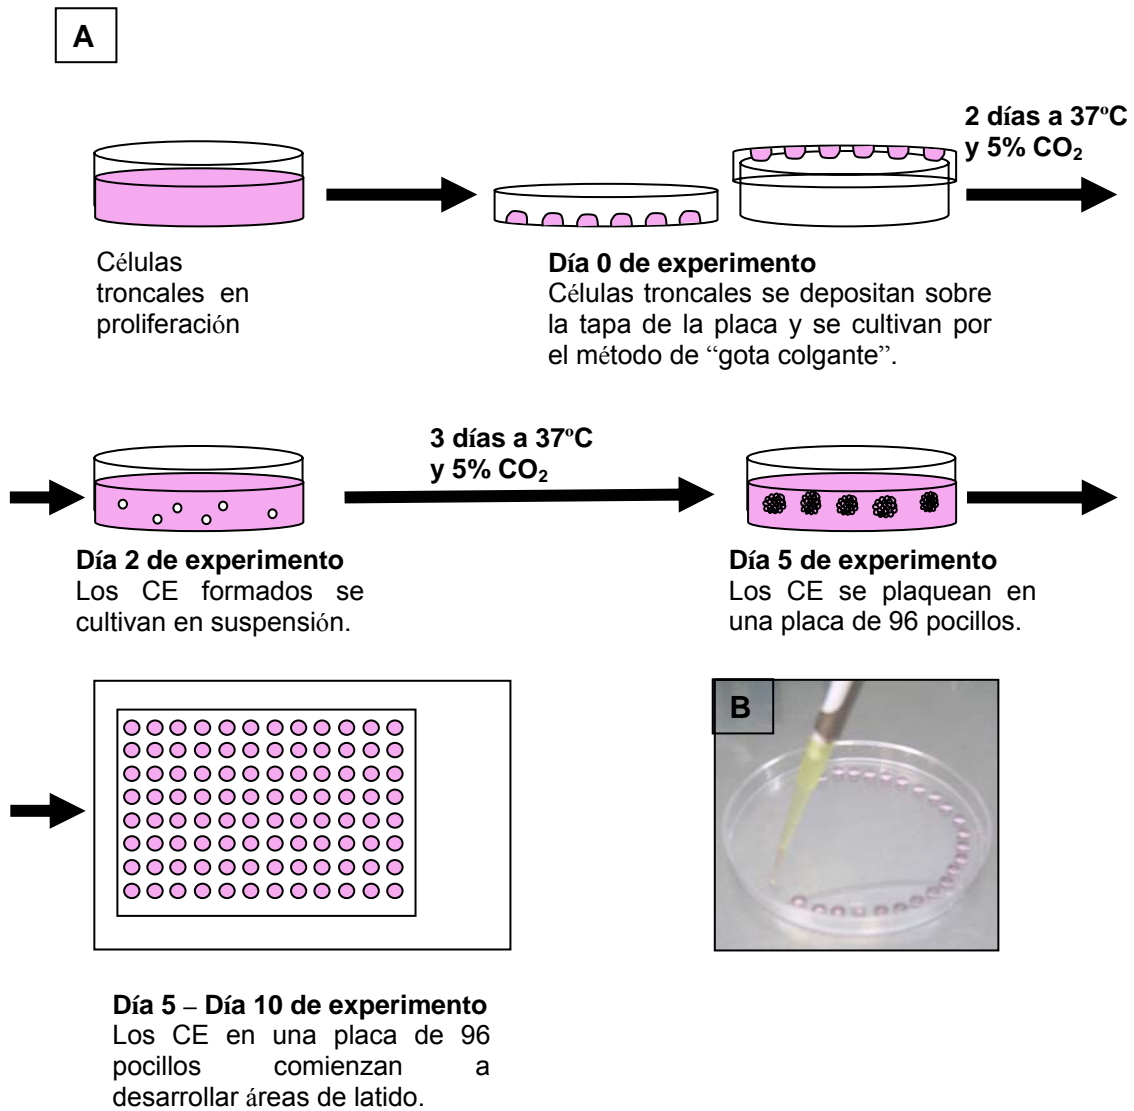 A
2 días a 37ºC
y 5% CO₂
Células
troncales en
proliferación
Día 0 de experimento
Células troncales se depositan sobre
la tapa de la placa y se cultivan por
el método de “gota colgante”.
3 días a 37ºC
y 5% CO₂
Día 2 de experimento
Los CE formados se
cultivan en suspensión.
Día 5 de experimento
Los CE se plaquean en
una placa de 96 pocillos.
B
Día 5 – Día 10 de experimento
Los CE en una placa de 96
pocillos comienzan a
desarrollar áreas de latido.